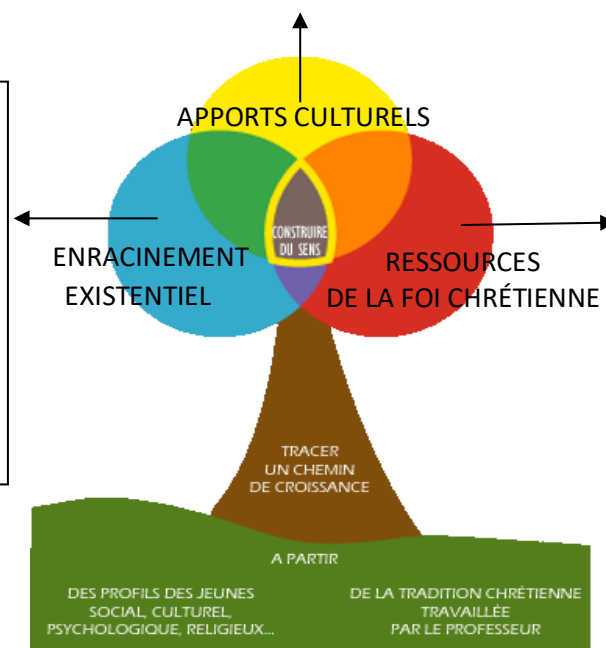 APPORTS CULTURELS
CONSTRUIRE
DU SENS
ENRACINEMENT
EXISTENTIEL
RESSOURCES
DE LA FOI CHRÉTIENNE
TRACER
UN CHEMIN
DE CROISSANCE
A PARTIR
DES PROFILS DES JEUNES
SOCIAL, CULTUREL,
PSYCHOLOGIQUE, RELIGIEUX...
DE LA TRADITION CHRÉTIENNE
TRAVAILLÉE
PAR LE PROFESSEUR